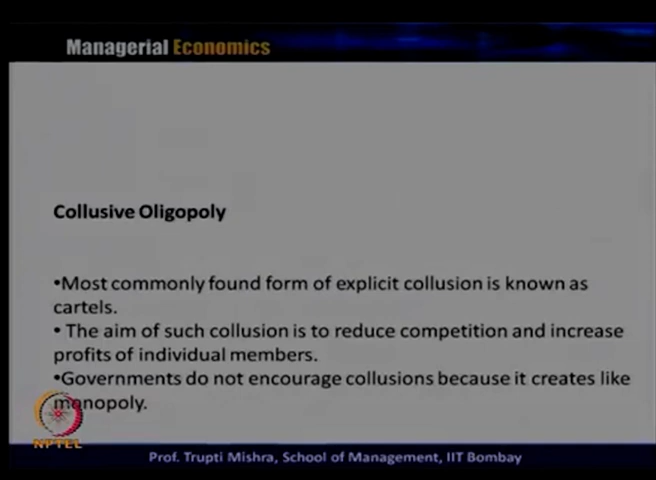 Managerial Economics
Collusive Oligopoly
•Most commonly found form of explicit collusion is known as
cartels.
• The aim of such collusion is to reduce competition and increase
profits of individual members.
•Governments do not encourage collusions because it creates like
monopoly.
NPTEL
Prof. Trupti Mishra, School of Management, IIT Bombay